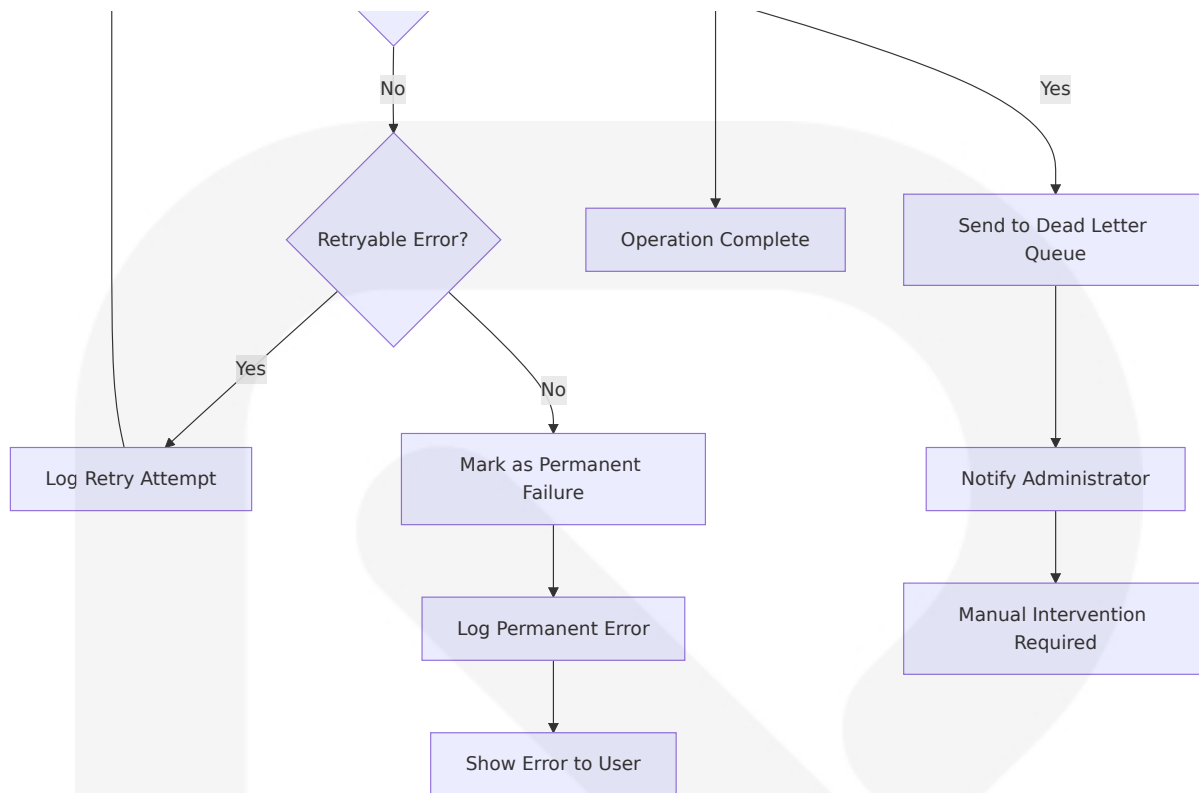 No
Yes
Retryable Error?
Operation Complete
Send to Dead Letter
Queue
Yes
No
Log Retry Attempt
Mark as Permanent
Failure
Notify Administrator
Log Permanent Error
Manual Intervention
Required
Show Error to User